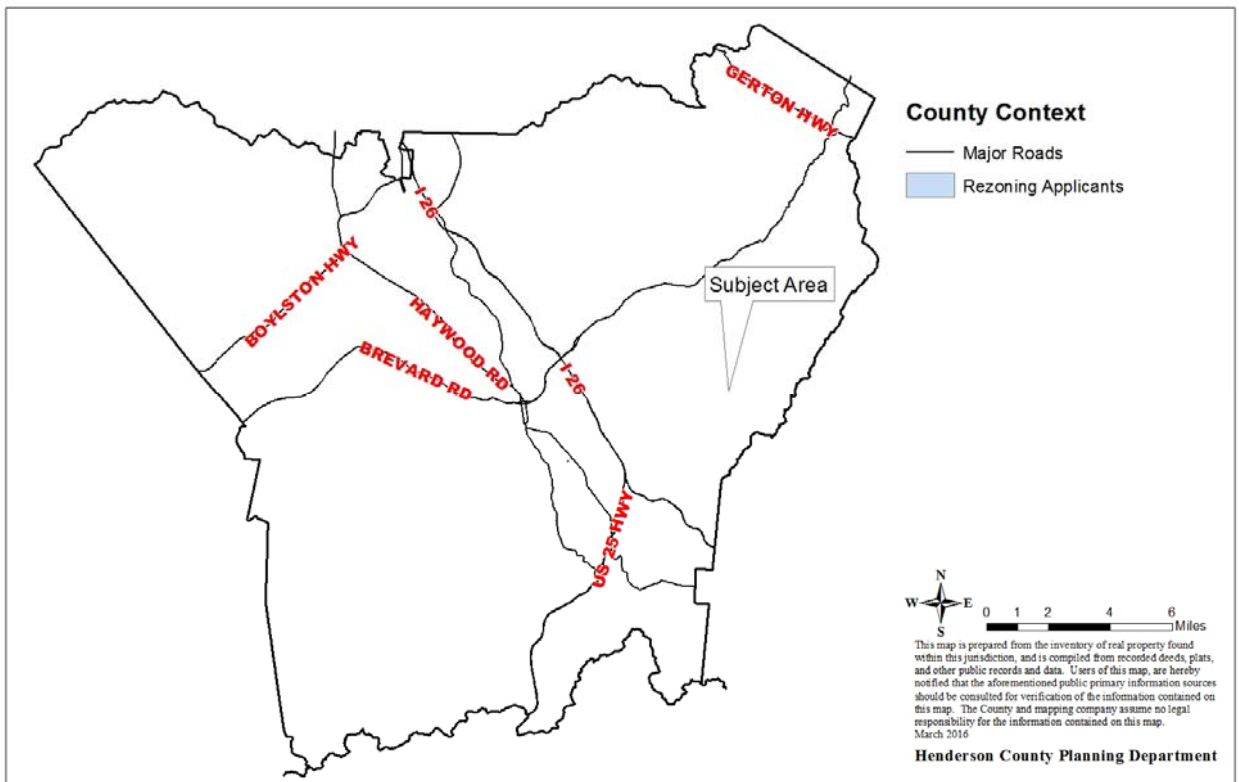 GERTON HWY
County Context
Major Roads
Rezoning Applicants
I 26
BOYLSTON HWY
Subject Area
HAYWOOD RD
BREVARD RD
I 26
US 25 HWY
N
W E
S
0 1 2 4 6
Miles
This map is prepared from the inventory of real property found
within this jurisdiction, and is compiled from recorded deeds, plats,
and other public records and data. Users of this map, are hereby
notified that the aforementioned public primary information sources
should be consulted for verification of the information contained on
this map. The County and mapping company assume no legal
responsibility for the information contained on this map.
March 2016
Henderson County Planning Department